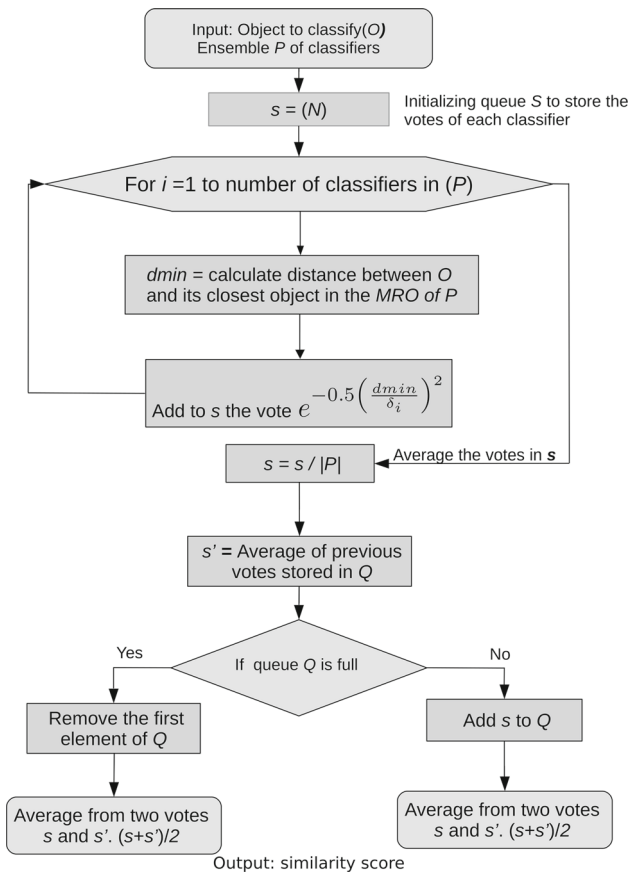 Input: Object to classify(O)
Ensemble P of classifiers
s = (N)
Initializing queue S to store the
votes of each classifier
For i =1 to number of classifiers in (P)
dmin = calculate distance between O
and its closest object in the MRO of P
Add to s the vote e^{-0.5(\frac{dmin}{δ_i})^2}
s = s / |P|
Average the votes in s
s' = Average of previous
votes stored in Q
If queue Q is full
Yes
No
Remove the first
element of Q
Add s to Q
Average from two votes
s and s'. (s+s')/2
Average from two votes
s and s'. (s+s')/2
Output: similarity score